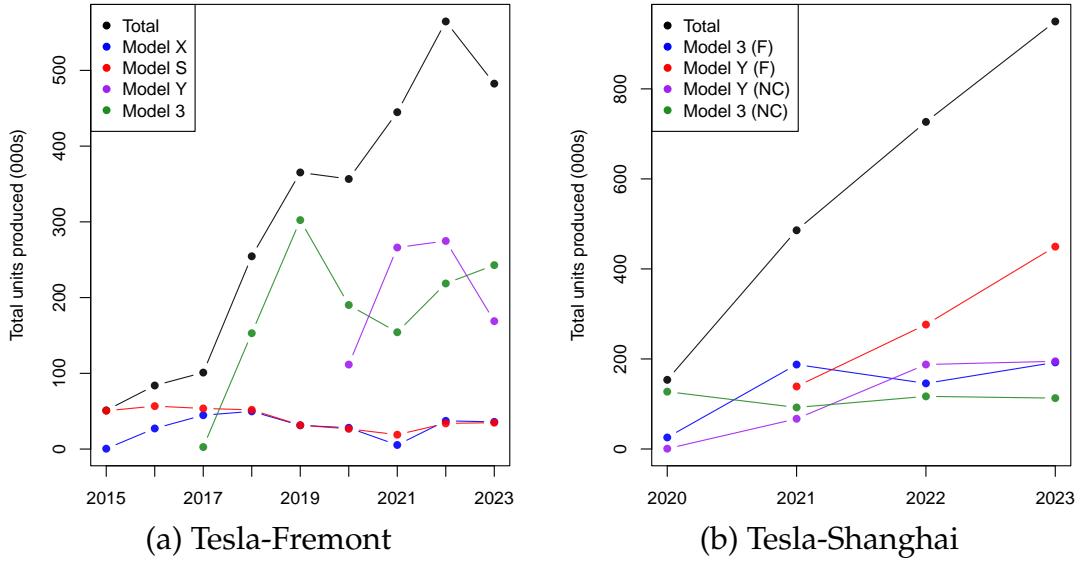 Total units produced (000s)
0
100
200
300
400
500
Total
Model X
Model S
Model Y
Model 3
2015
2017
2019
2021
2023
(a) Tesla-Fremont
Total units produced (000s)
0
200
400
600
800
Total
Model 3 (F)
Model Y (F)
Model Y (NC)
Model 3 (NC)
2020
2021
2022
2023
(b) Tesla-Shanghai